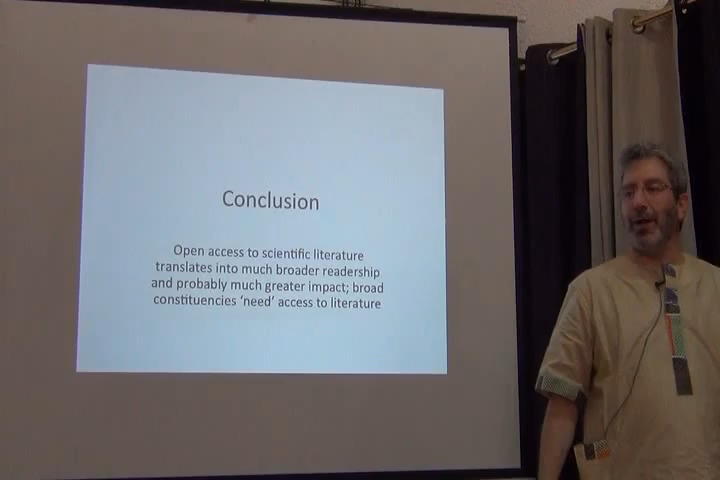 Conclusion
Open access to scientific literature
translates into much broader readership
and probably much greater impact; broad
constituencies ‘need’ access to literature